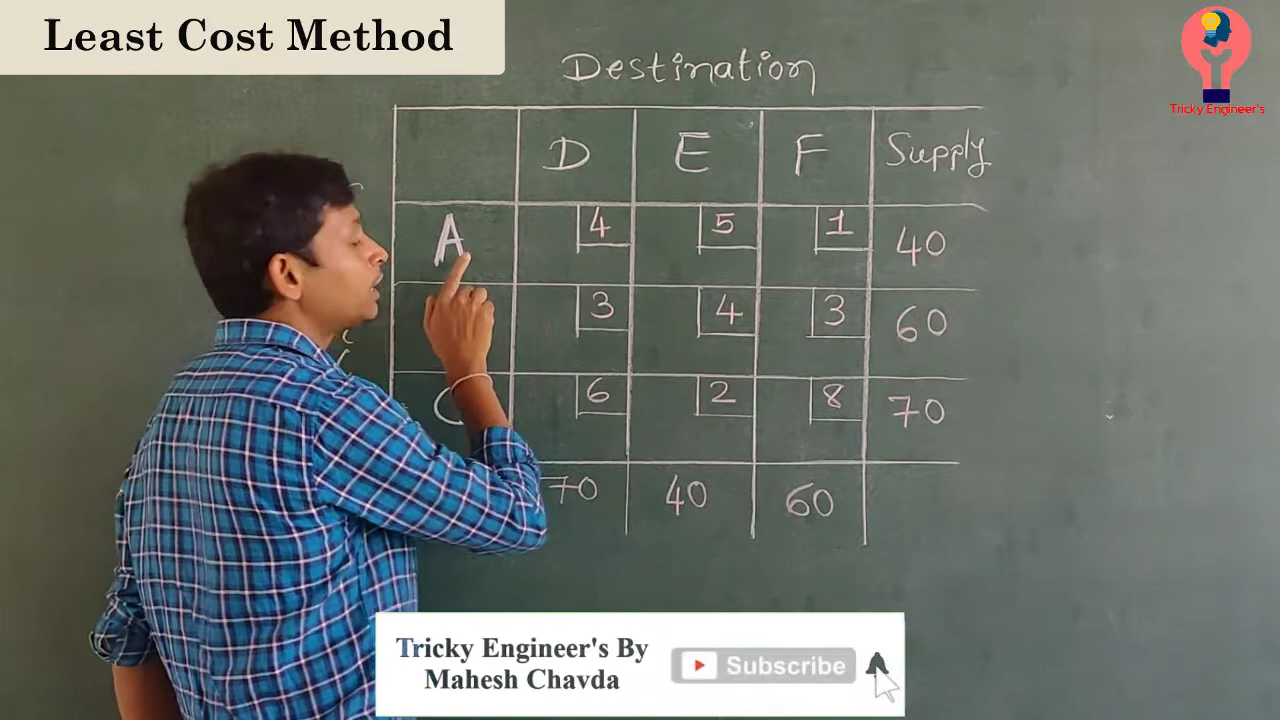 Least Cost Method
Tricky Engineer's
Destination
D E F Supply
A 4 5 1 40
3 4 3 60
C 6 2 8 70
70 40 60
Tricky Engineer's By
Mahesh Chavda
Subscribe